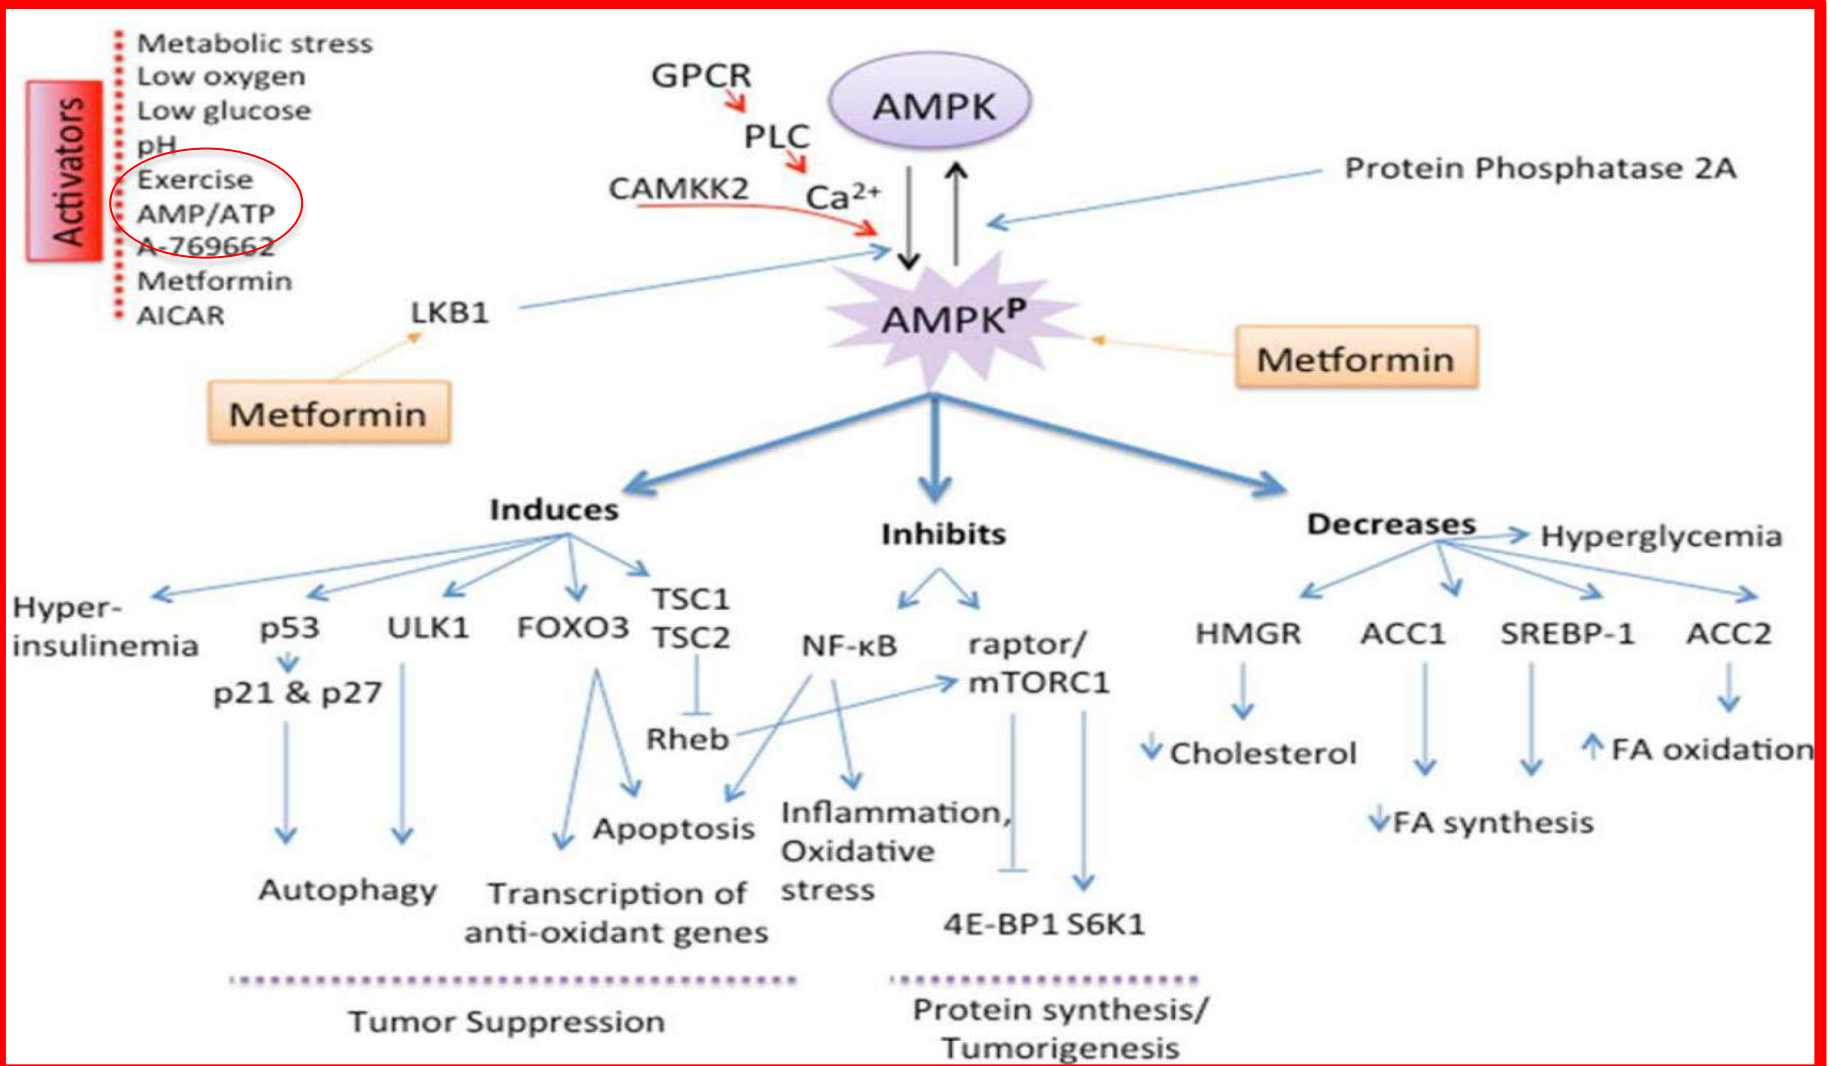 Activators
Metabolic stress
Low oxygen
Low glucose
pH
Exercise
AMP/ATP
A-769662
Metformin
AICAR
GPCR
PLC
CAMKK2
Ca2+
AMPK
Protein Phosphatase 2A
LKB1
AMPKP
Metformin
Metformin
Induces
Inhibits
Decreases
Hyperglycemia
Hyper-
insulinemia
p53
p21 & p27
ULK1
FOXO3
TSC1
TSC2
Rheb
NF-κB
raptor/
mTORC1
HMGR
ACC1
SREBP-1
ACC2
Cholesterol
FA oxidation
FA synthesis
Apoptosis
Inflammation,
Oxidative
stress
Autophagy
Transcription of
anti-oxidant genes
4E-BP1 S6K1
Tumor Suppression
Protein synthesis/
Tumorigenesis